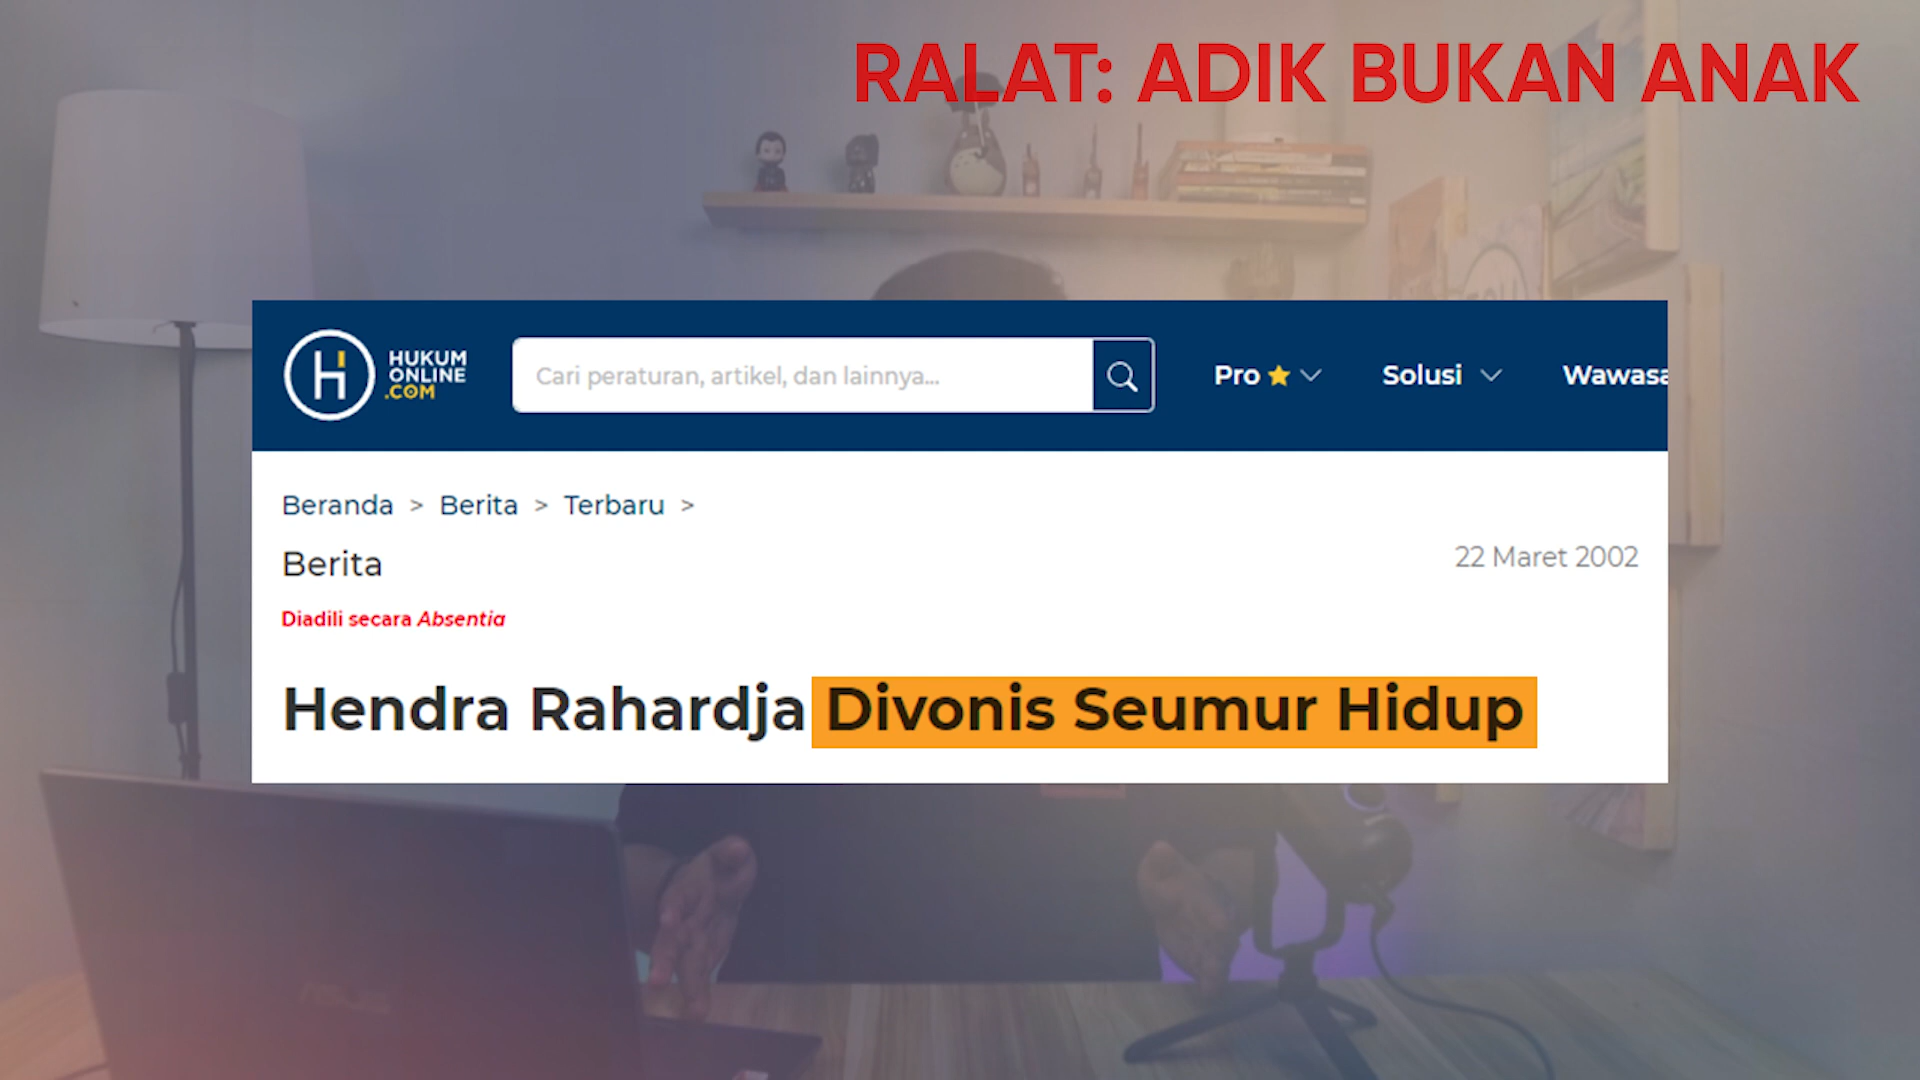 RALAT: ADIK BUKAN ANAK
HUKUM
ONLINE
.COM
Cari peraturan, artikel, dan lainnya...
Pro
Solusi
Wawasa
Beranda > Berita > Terbaru >
Berita
22 Maret 2002
Diadili secara Absentia
Hendra Rahardja Divonis Seumur Hidup